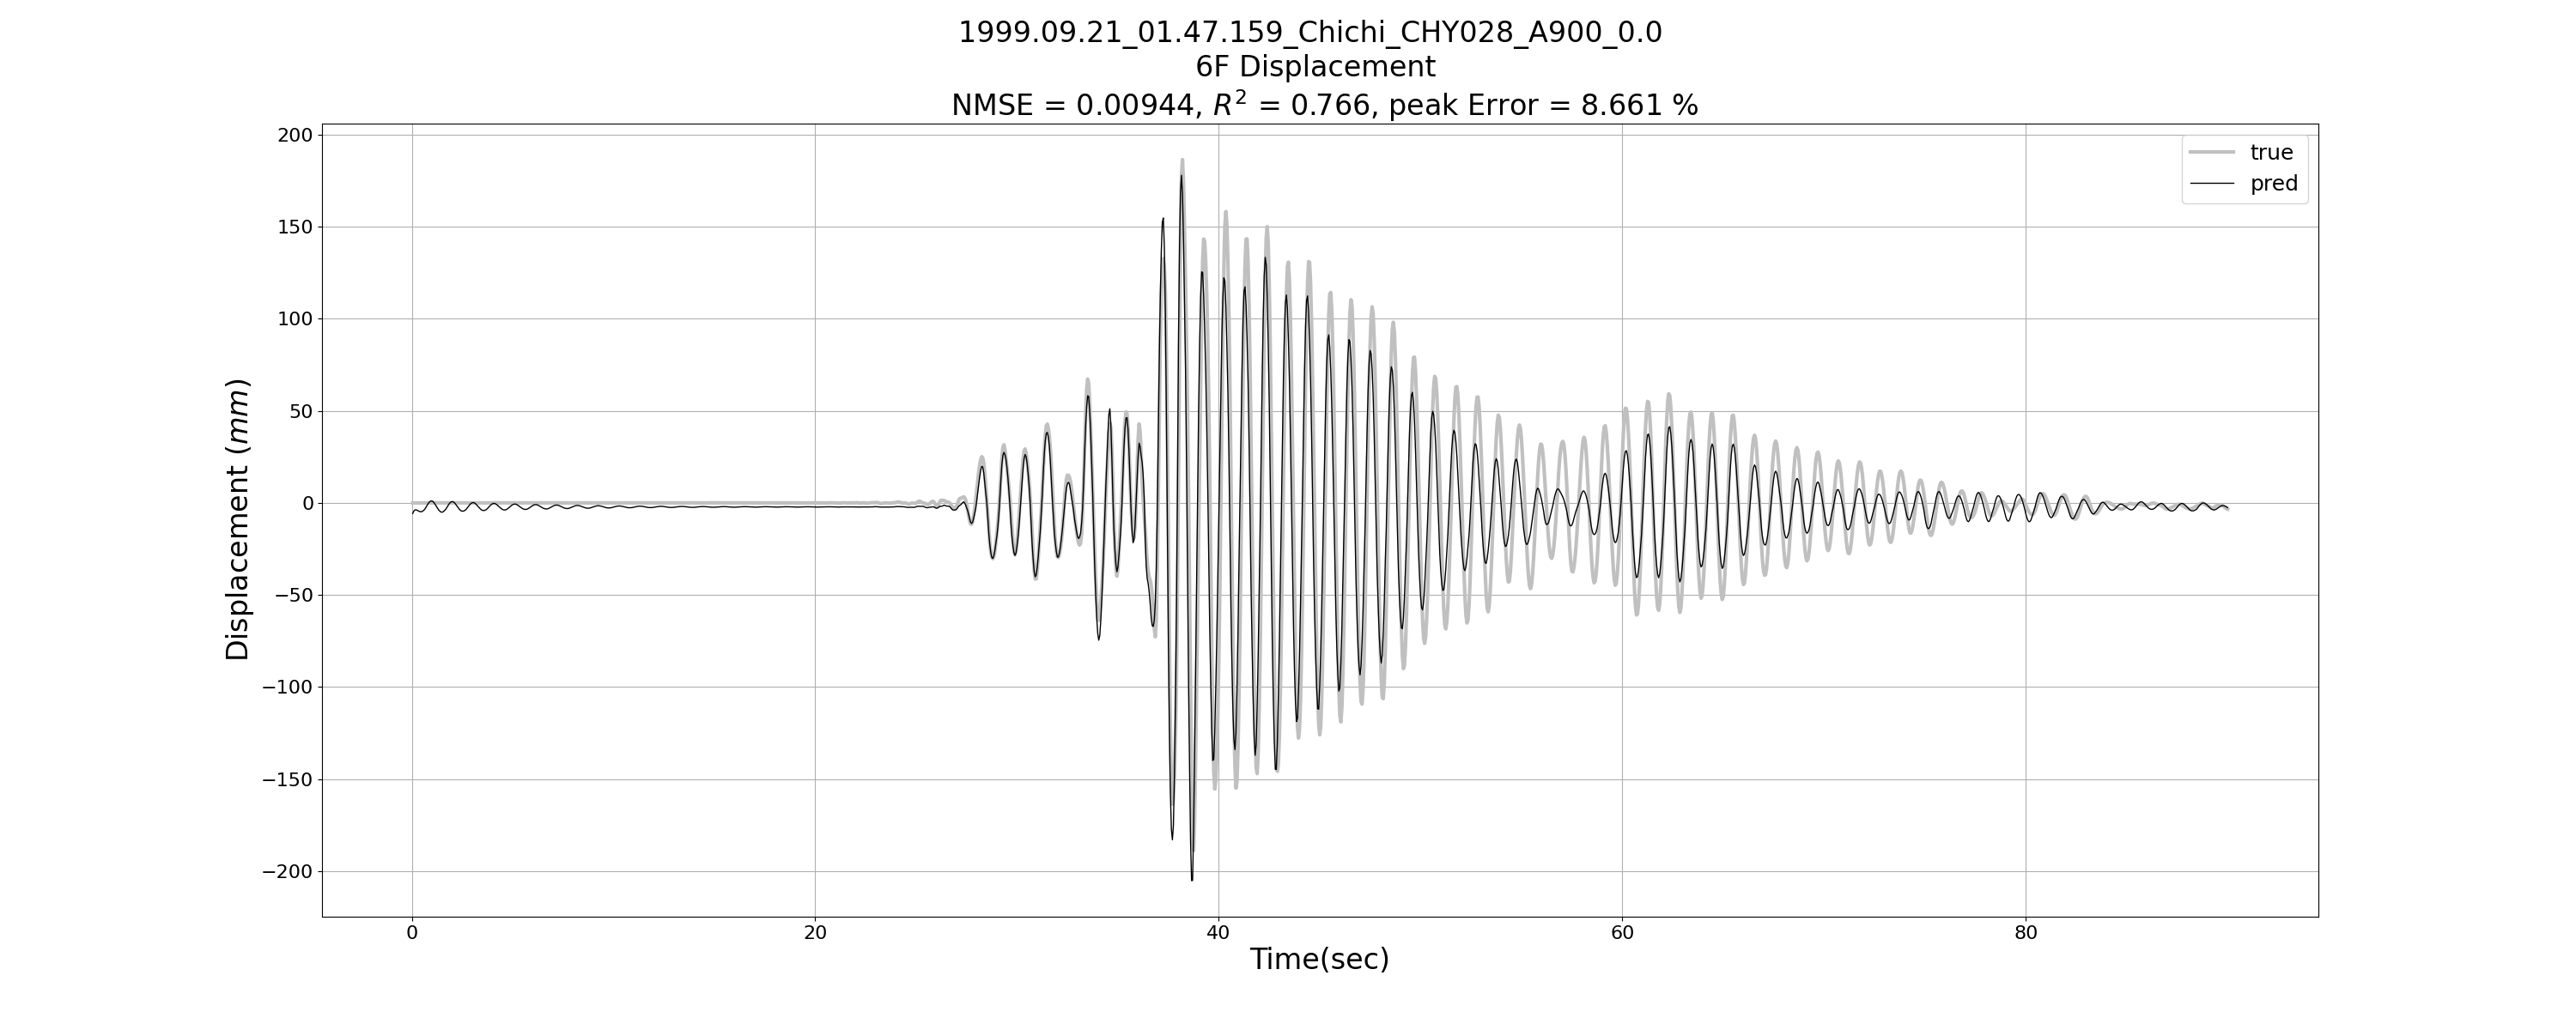 1999.09.21_01.47.159_Chichi_CHY028_A900_0.0
6F Displacement
NMSE = 0.00944, R² = 0.766, peak Error = 8.661 %
true
pred
Displacement (mm)
200
150
100
50
0
−50
−100
−150
−200
0 20 40 60 80
Time(sec)